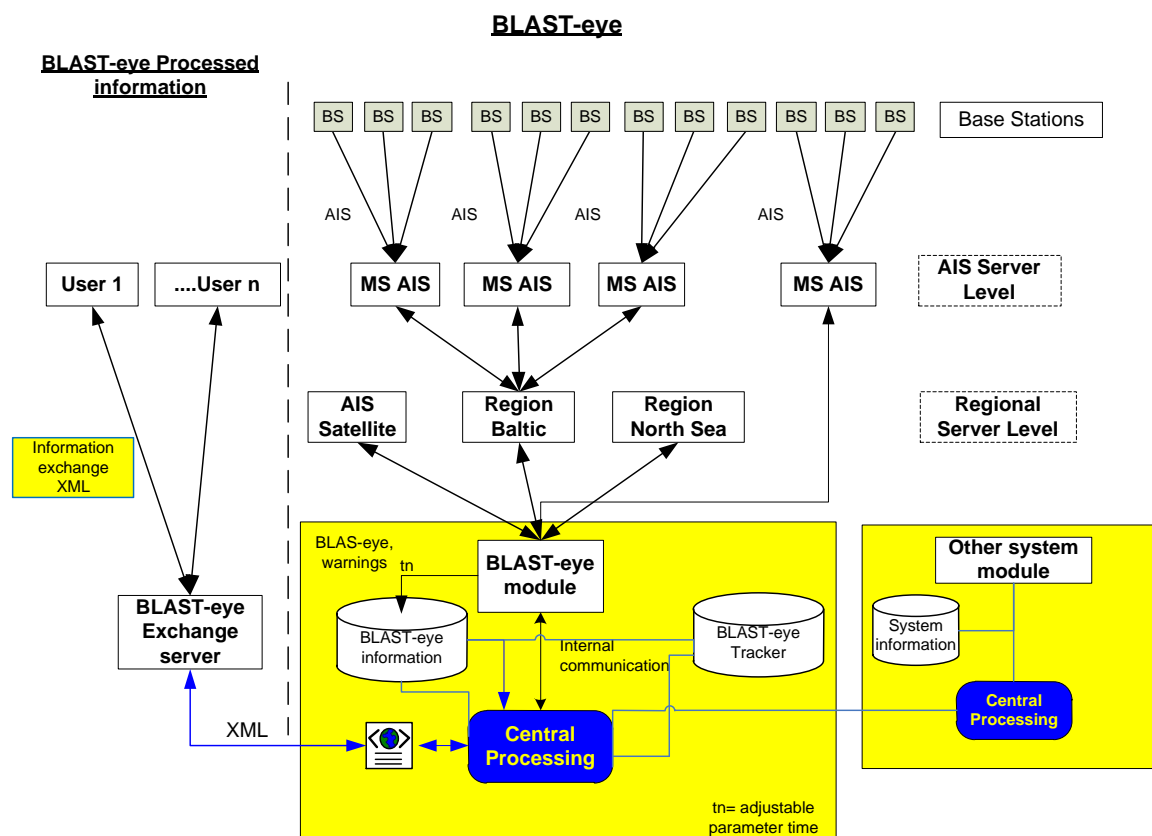 BLAST-eye
BLAST-eye Processed
information
BS BS BS BS BS BS BS BS BS BS BS BS
Base Stations
AIS AIS AIS AIS
User 1
....User n
MS AIS MS AIS MS AIS MS AIS
AIS Server
Level
AIS
Satellite
Region
Baltic
Region
North Sea
Regional
Server Level
Information
exchange
XML
BLAS-eye,
warnings
tn
BLAST-eye
module
Other system
module
BLAST-eye
Exchange
server
BLAST-eye
information
Internal
communication
BLAST-eye
Tracker
System
information
XML
Central
Processing
Central
Processing
tn= adjustable
parameter time